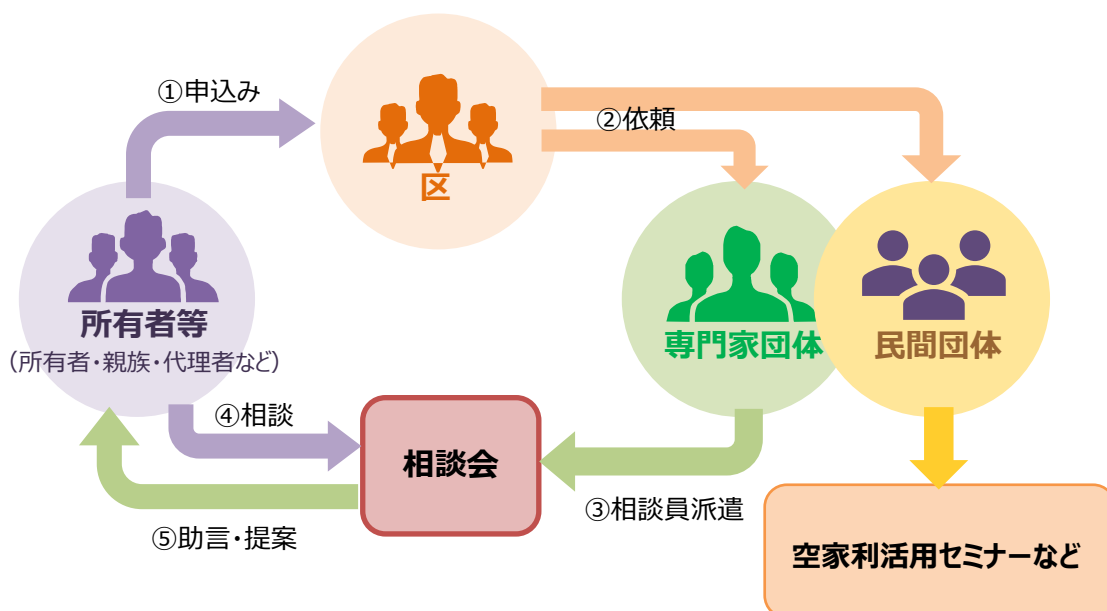 ①申込み
②依頼
区
所有者等
（所有者・親族・代理者など）
専門家団体
民間団体
④相談
相談会
③相談員派遣
⑤助言・提案
空家利活用セミナーなど